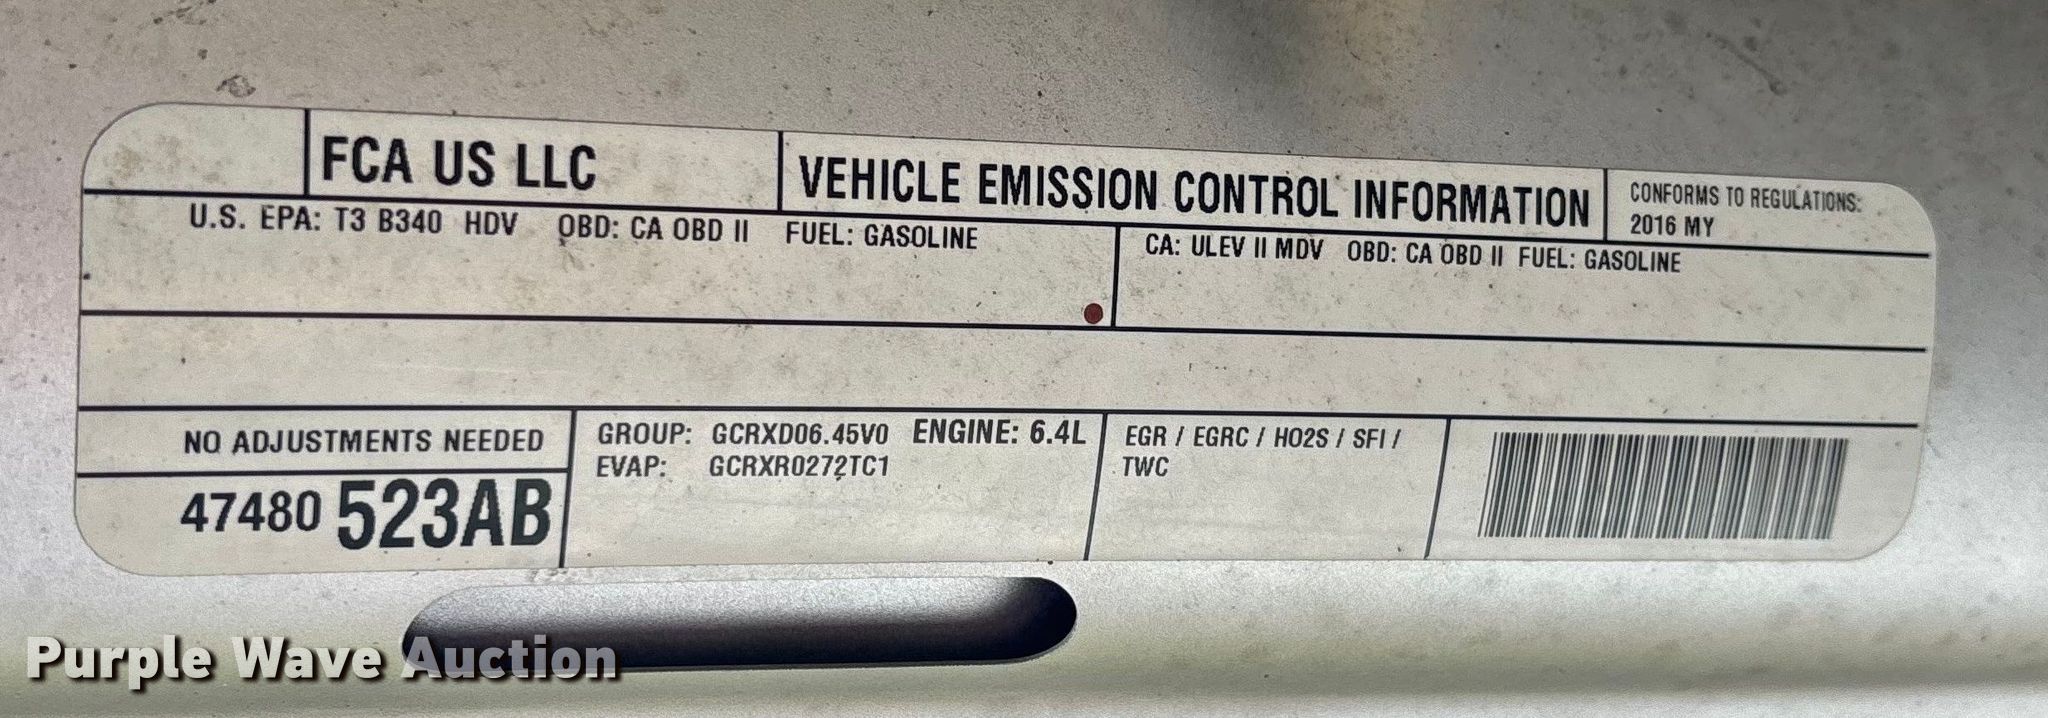 FCA US LLC
VEHICLE EMISSION CONTROL INFORMATION
CONFORMS TO REGULATIONS:
2016 MY
U.S. EPA: T3 B340 HDV OBD: CA OBD II FUEL: GASOLINE
CA: ULEV II MDV OBD: CA OBD II FUEL: GASOLINE
NO ADJUSTMENTS NEEDED
47480 523AB
GROUP: GCRXD06.45V0 ENGINE: 6.4L
EVAP: GCRXR0272TC1
EGR / EGRC / HO2S / SFI /
TWC
Purple Wave Auction